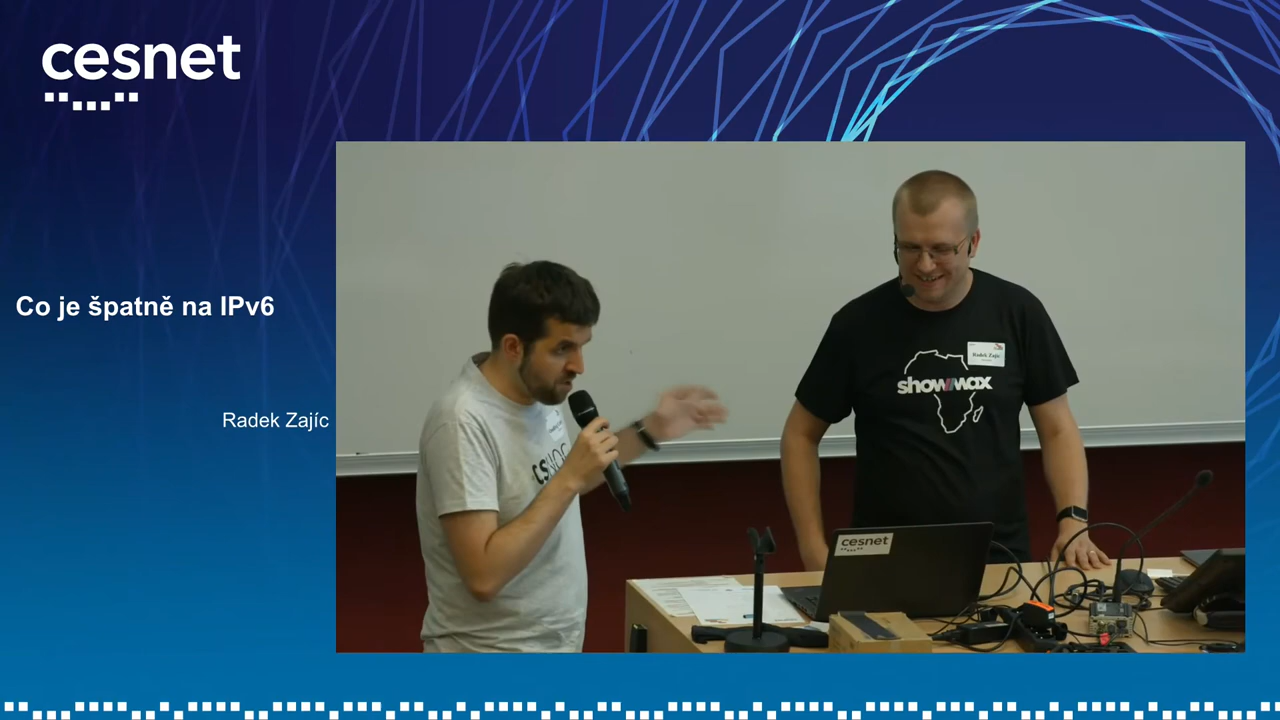 cesnet
Co je špatně na IPv6
Radek Zajíc
Radek Zajíc
showmax
cesnet